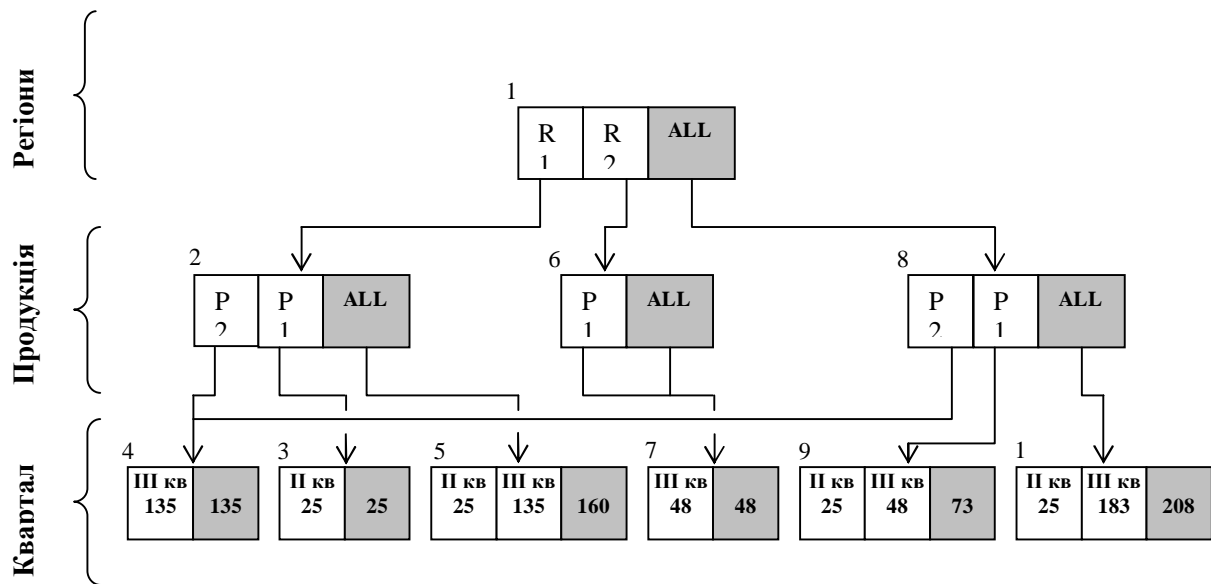 Регіони
1
R
1
R
2
ALL
Продукція
2
P
2
P
1
ALL
6
P
1
ALL
8
P
2
P
1
ALL
Квартал
4
III кв
135
135
3
II кв
25
25
5
II кв
25
III кв
135
160
7
III кв
48
48
9
II кв
25
III кв
48
73
1
II кв
25
III кв
183
208